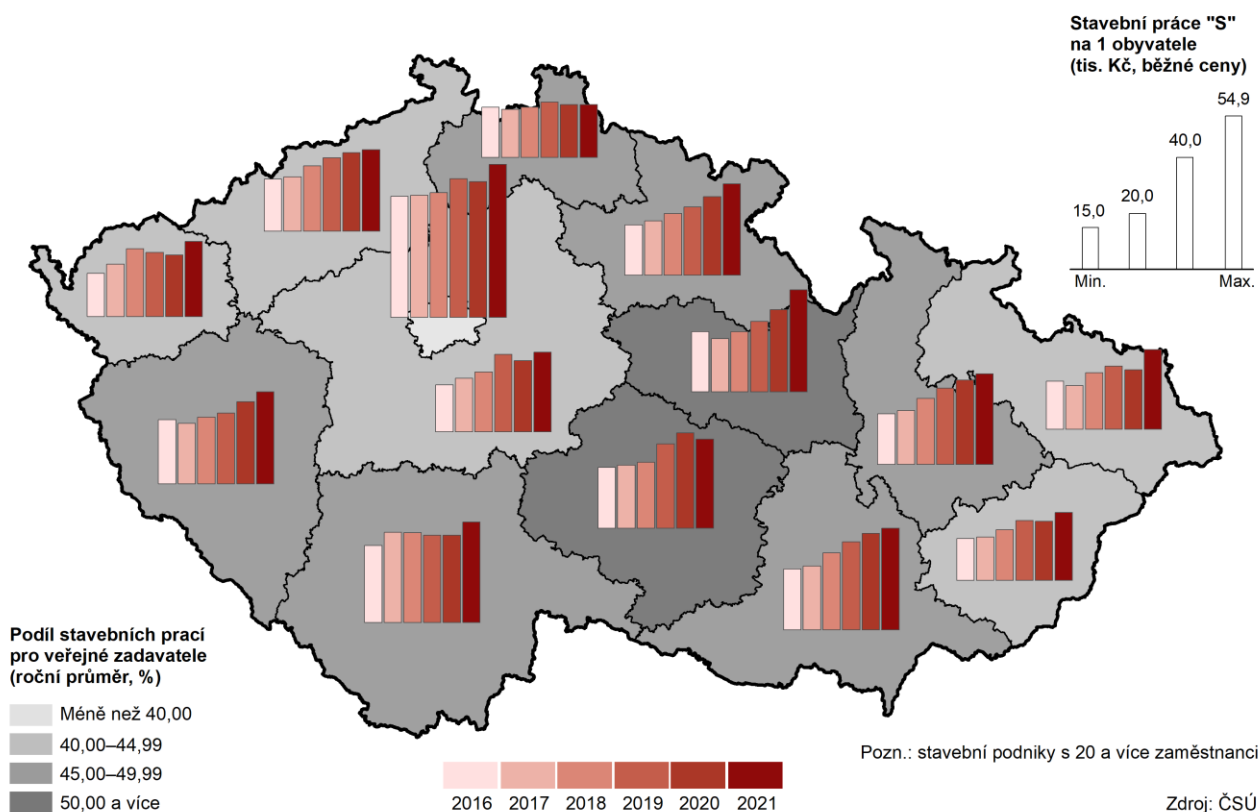 Stavební práce "S"
na 1 obyvatele
(tis. Kč, běžné ceny)
54,9
40,0
20,0
15,0
Min.
Max.
Podíl stavebních prací
pro veřejné zadavatele
(roční průměr, %)
Méně než 40,00
40,00–44,99
45,00–49,99
50,00 a více
2016 2017 2018 2019 2020 2021
Pozn.: stavební podniky s 20 a více zaměstnanci
Zdroj: ČSÚ